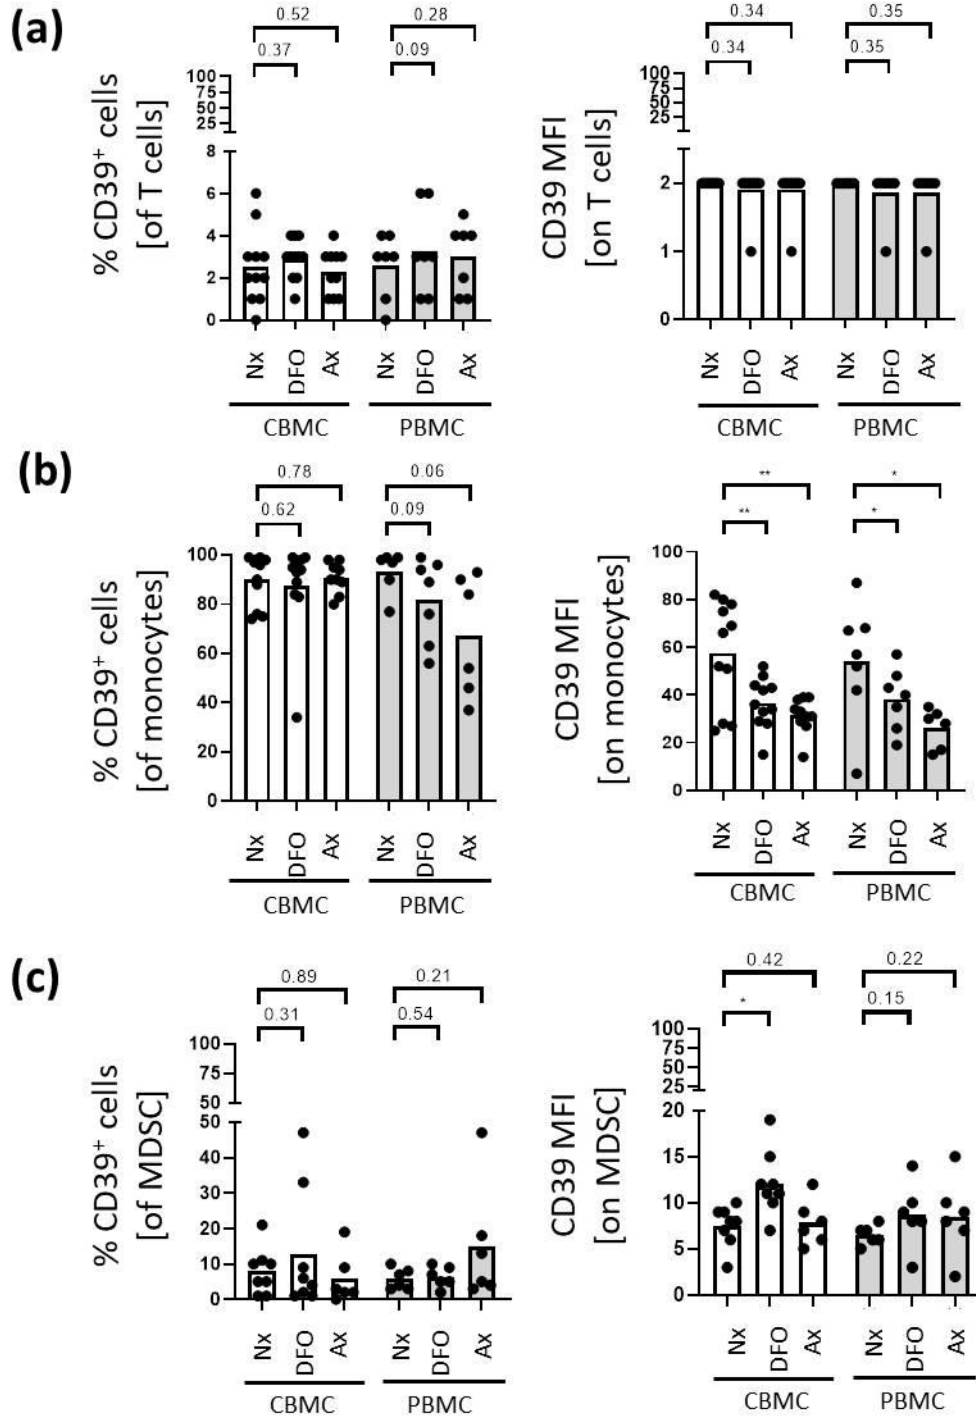 (a)
0.52
0.28
0.37
0.09
% CD39⁺ cells
[of T cells]
100
75
50
25
8
6
4
2
0
Nx
DFO
Ax
Nx
DFO
Ax
CBMC
PBMC
0.34
0.35
0.34
0.35
CD39 MFI
[on T cells]
100
75
50
25
2
1
0
Nx
DFO
Ax
Nx
DFO
Ax
CBMC
PBMC
(b)
0.78
0.06
0.62
0.09
% CD39⁺ cells
[of monocytes]
100
80
60
40
20
0
Nx
DFO
Ax
Nx
DFO
Ax
CBMC
PBMC
**
*
**
*
CD39 MFI
[on monocytes]
100
80
60
40
20
0
Nx
DFO
Ax
Nx
DFO
Ax
CBMC
PBMC
(c)
0.89
0.21
0.31
0.54
% CD39⁺ cells
[of MDSC]
100
50
50
40
30
20
10
0
Nx
DFO
Ax
Nx
DFO
Ax
CBMC
PBMC
0.42
0.22
*
0.15
CD39 MFI
[on MDSC]
100
75
50
25
20
15
10
5
0
Nx
DFO
Ax
Nx
DFO
Ax
CBMC
PBMC